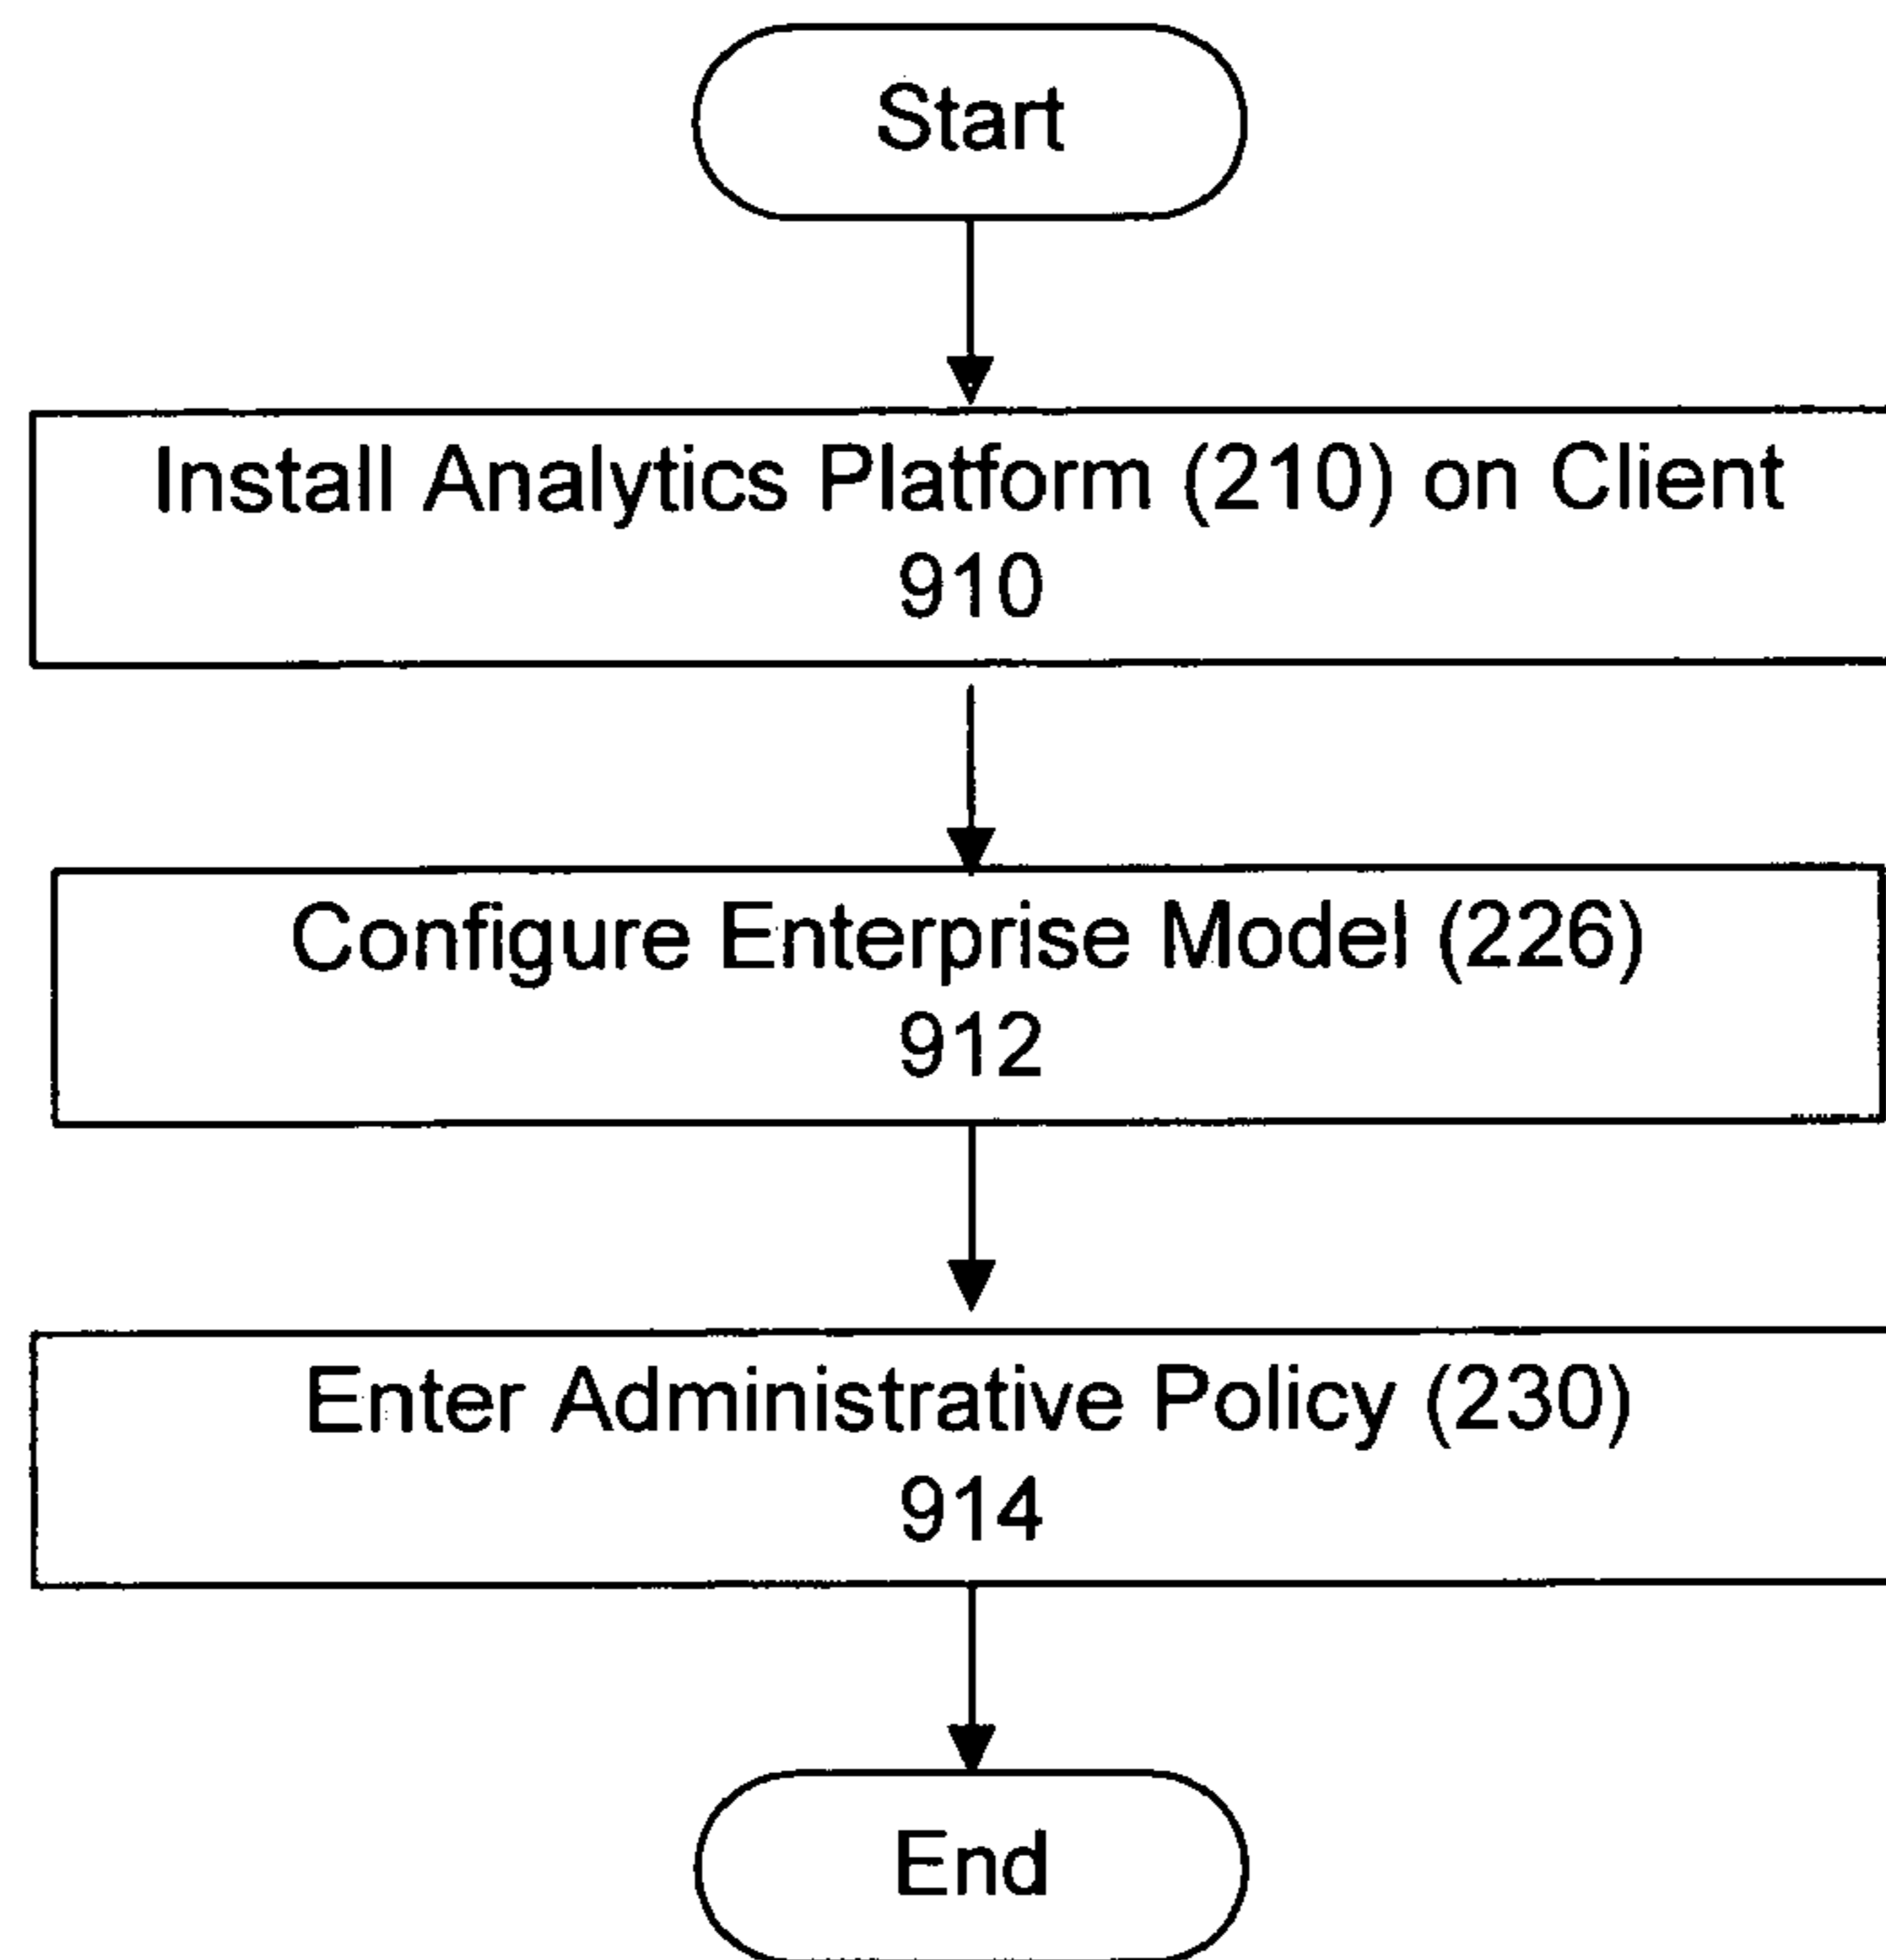 Start
Install Analytics Platform (210) on Client
910
Configure Enterprise Model (226)
912
Enter Administrative Policy (230)
914
End